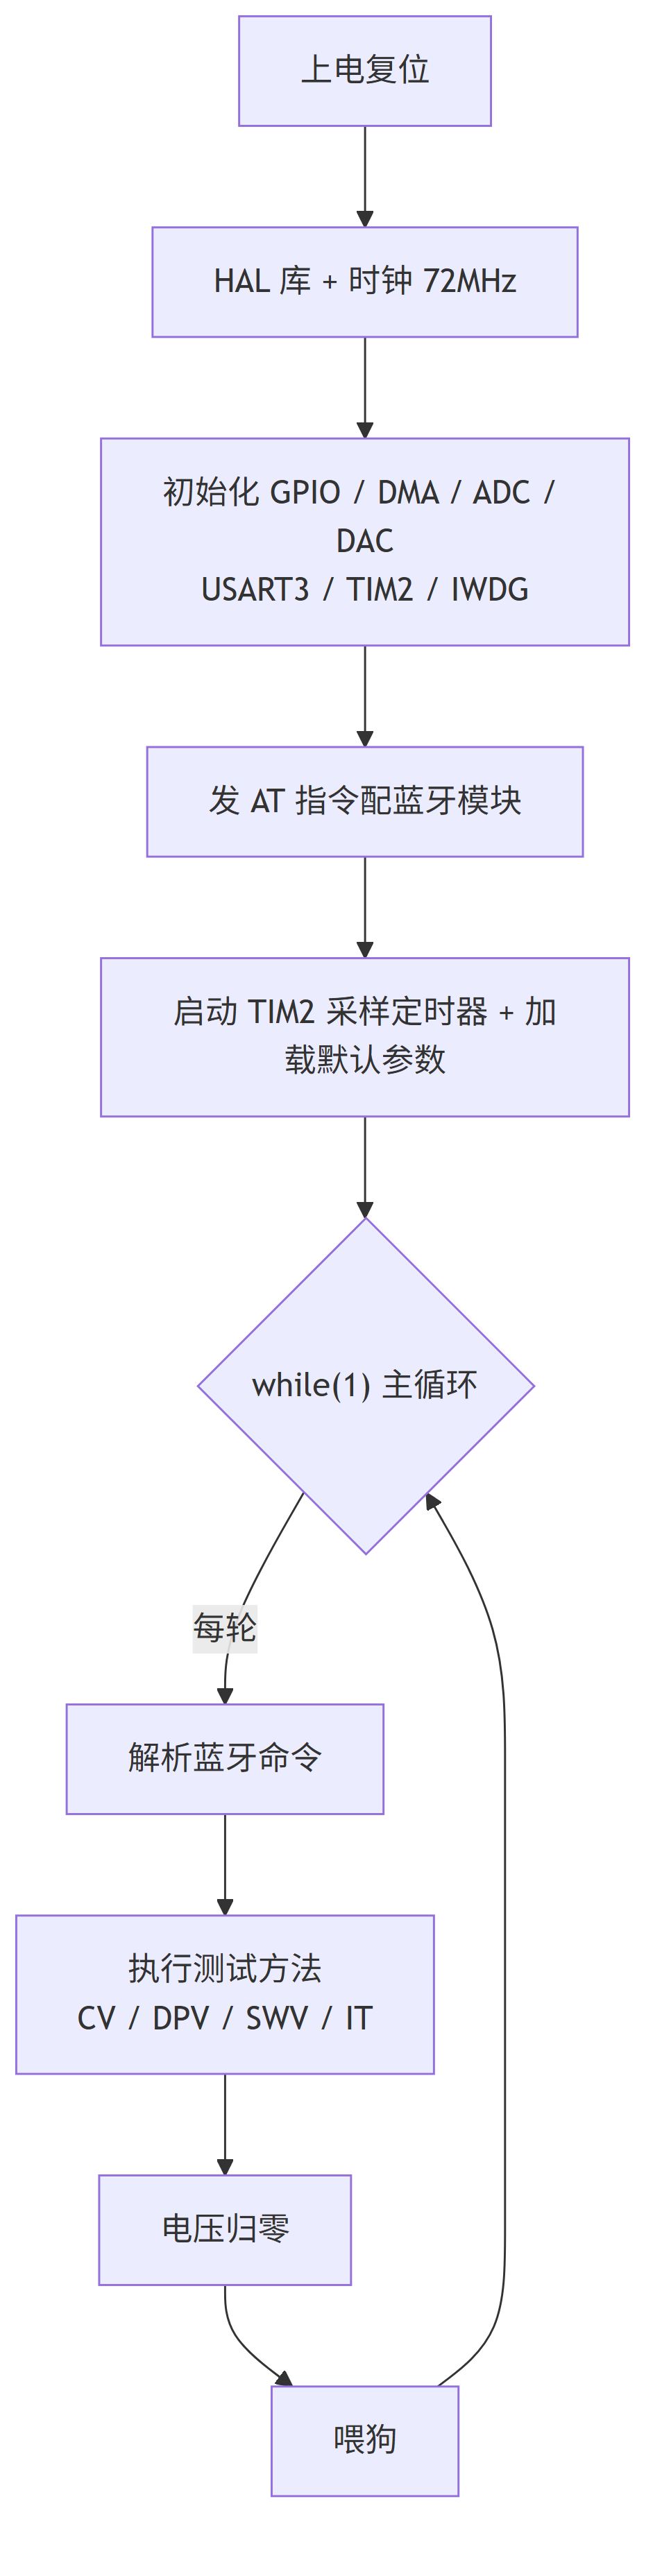 上电复位
HAL 库 + 时钟 72MHz
初始化 GPIO / DMA / ADC /
DAC
USART3 / TIM2 / IWDG
发 AT 指令配蓝牙模块
启动 TIM2 采样定时器 + 加
载默认参数
while(1) 主循环
每轮
解析蓝牙命令
执行测试方法
CV / DPV / SWV / IT
电压归零
喂狗